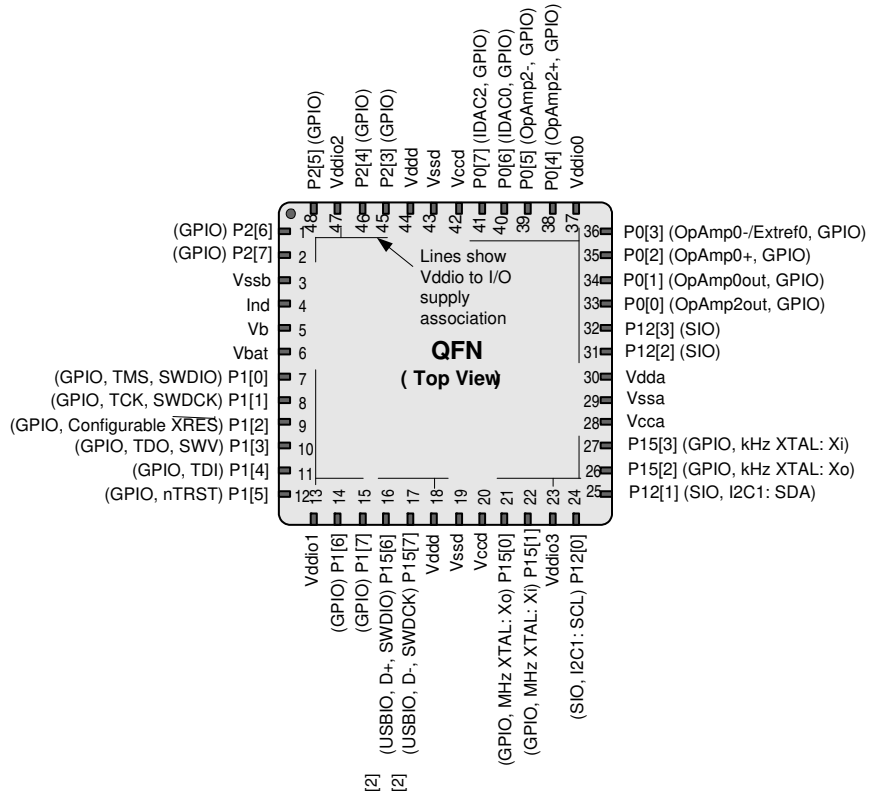 P2[5] (GPIO)
Vddio2
P2[4] (GPIO)
P2[3] (GPIO)
Vddd
Vssd
Vccd
P0[7] (IDAC2, GPIO)
P0[6] (IDAC0, GPIO)
P0[5] (OpAmp2-, GPIO)
P0[4] (OpAmp2+, GPIO)
Vddio0
48
47
46
45
44
43
42
41
40
39
38
37
(GPIO) P2[6] 1
(GPIO) P2[7] 2
Vssb 3
Ind 4
Vb 5
Vbat 6
(GPIO, TMS, SWDIO) P1[0] 7
(GPIO, TCK, SWDCK) P1[1] 8
(GPIO, Configurable XRES) P1[2] 9
(GPIO, TDO, SWV) P1[3] 10
(GPIO, TDI) P1[4] 11
(GPIO, nTRST) P1[5] 12
Lines show
Vddio to I/O
supply
association
QFN
( Top View)
36 P0[3] (OpAmp0-/Extref0, GPIO)
35 P0[2] (OpAmp0+, GPIO)
34 P0[1] (OpAmp0out, GPIO)
33 P0[0] (OpAmp2out, GPIO)
32 P12[3] (SIO)
31 P12[2] (SIO)
30 Vdda
29 Vssa
28 Vcca
27 P15[3] (GPIO, kHz XTAL: Xi)
26 P15[2] (GPIO, kHz XTAL: Xo)
25 P12[1] (SIO, I2C1: SDA)
13
14
15
16
17
18
19
20
21
22
23
24
Vddio1
(GPIO) P1[6]
(GPIO) P1[7]
[2] (USBIO, D+, SWDIO) P15[6]
[2] (USBIO, D-, SWDCK) P15[7]
Vddd
Vssd
Vccd
(GPIO, MHz XTAL: Xo) P15[0]
(GPIO, MHz XTAL: Xi) P15[1]
Vddio3
(SIO, I2C1: SCL) P12[0]